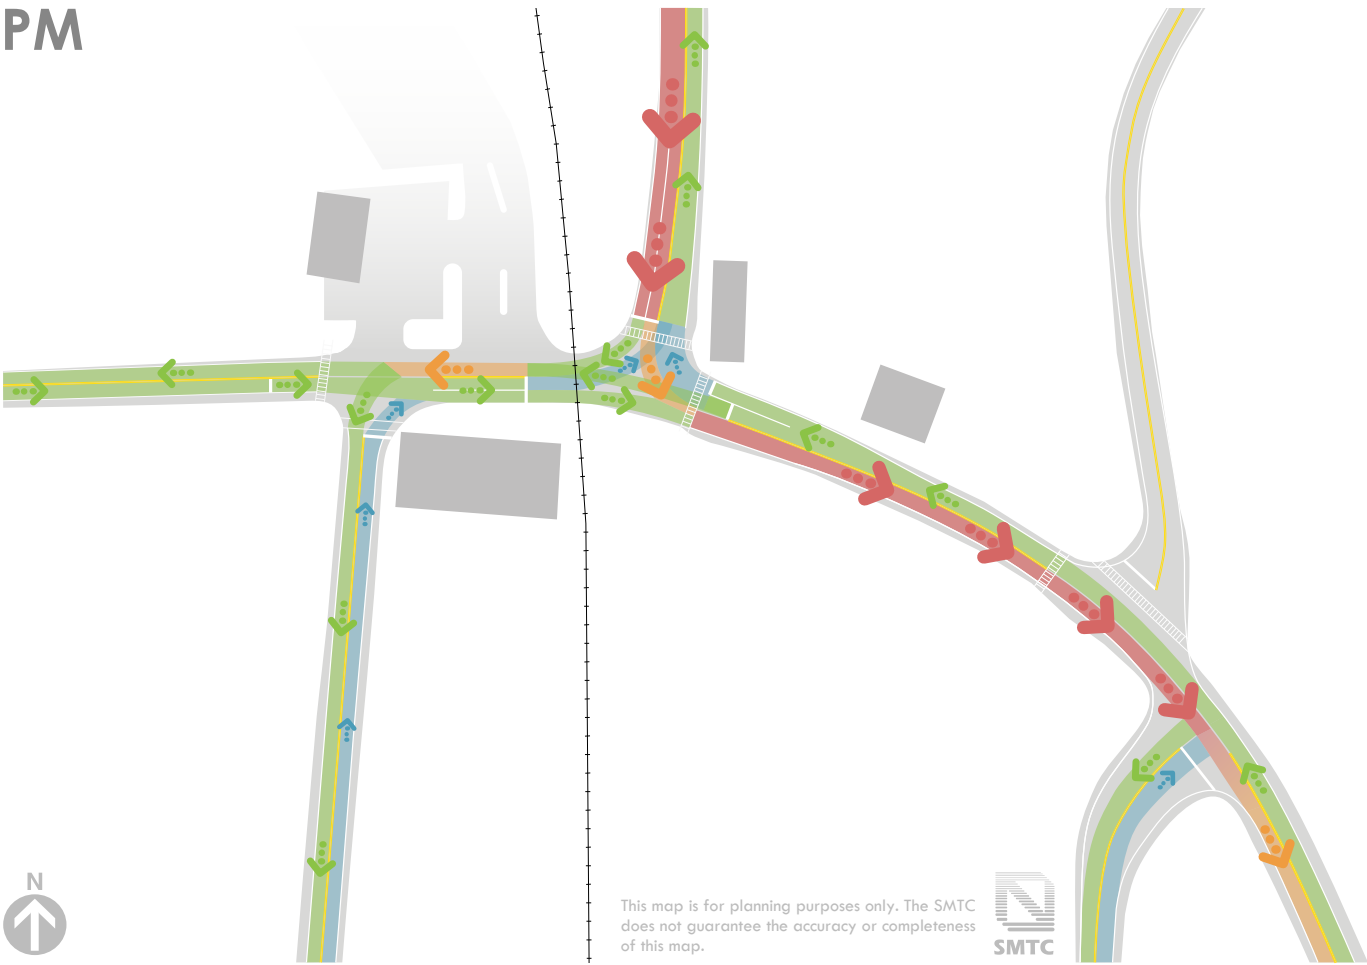 PM
N
This map is for planning purposes only. The SMTC
does not guarantee the accuracy or completeness
of this map.
SMTC